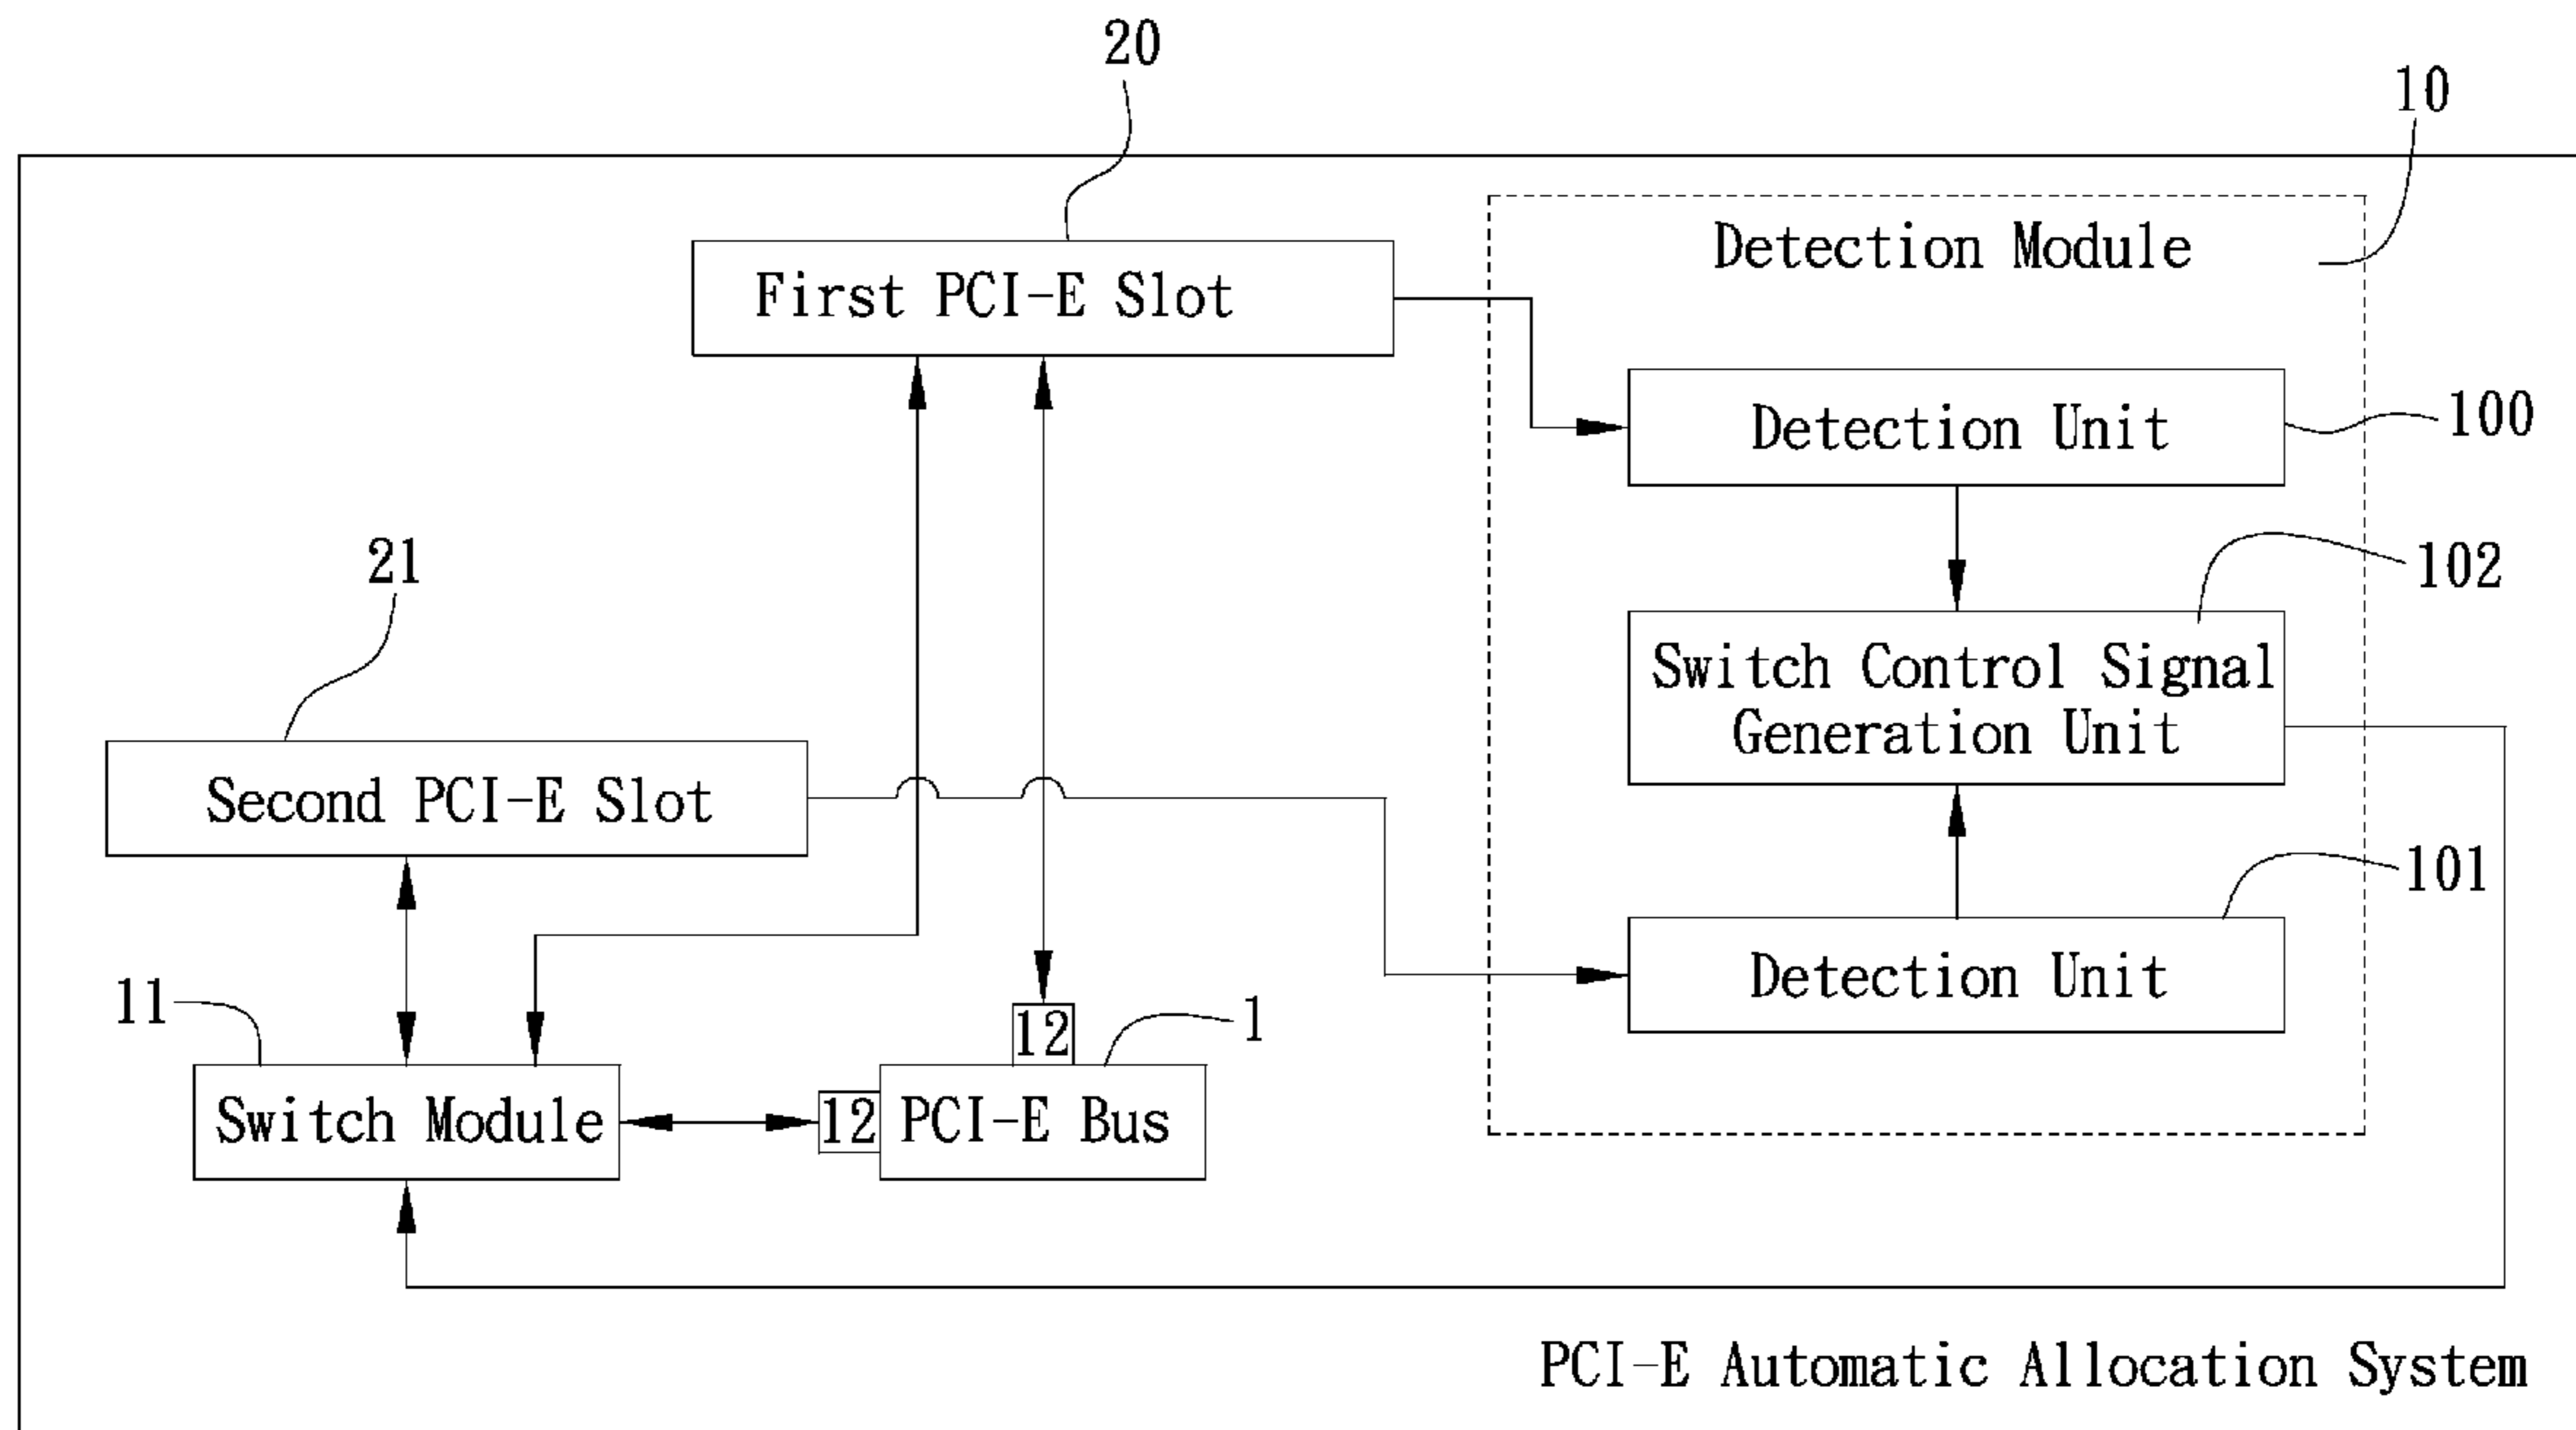 20
10
Detection Module
First PCI-E Slot
Detection Unit
100
21
102
Switch Control Signal
Generation Unit
Second PCI-E Slot
101
Detection Unit
11
12
1
Switch Module
12
PCI-E Bus
PCI-E Automatic Allocation System